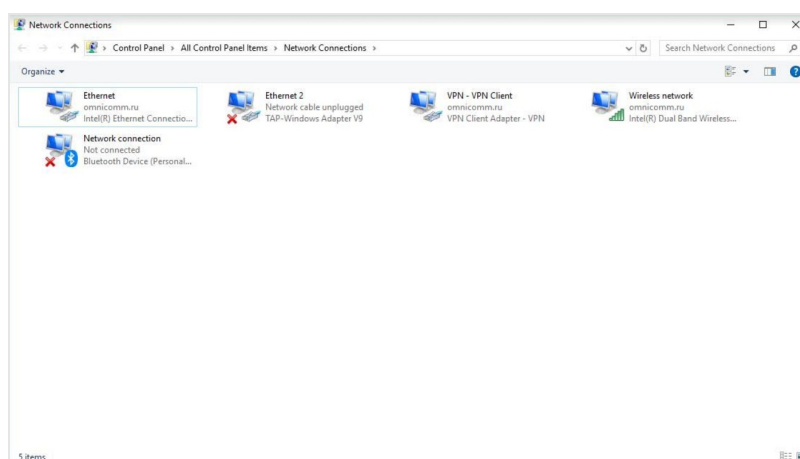 Network Connections
Control Panel > All Control Panel Items > Network Connections >
Search Network Connections
Organize
Ethernet
omnicomm.ru
Intel(R) Ethernet Connectio...
Ethernet 2
Network cable unplugged
TAP-Windows Adapter V9
VPN - VPN Client
omnicomm.ru
VPN Client Adapter - VPN
Wireless network
omnicomm.ru
Intel(R) Dual Band Wireless...
Network connection
Not connected
Bluetooth Device (Personal...
5 items